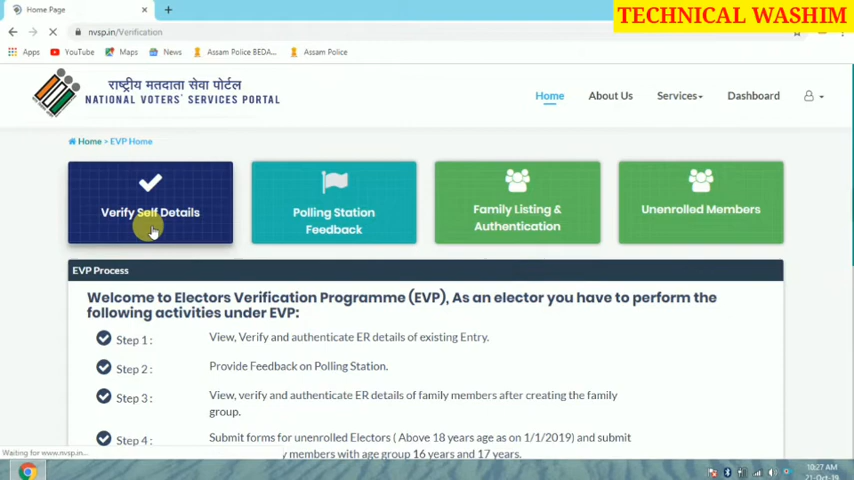 TECHNICAL WASHIM
Home Page
nvsp.in/Verification
Apps YouTube Maps News Assam Police BEDA... Assam Police
राष्ट्रीय मतदाता सेवा पोर्टल
NATIONAL VOTERS' SERVICES PORTAL
Home About Us Services Dashboard
Home > EVP Home
Verify Self Details
Polling Station
Feedback
Family Listing &
Authentication
Unenrolled Members
EVP Process
Welcome to Electors Verification Programme (EVP), As an elector you have to perform the
following activities under EVP:
Step 1 : View, Verify and authenticate ER details of existing Entry.
Step 2 : Provide Feedback on Polling Station.
Step 3 : View, verify and authenticate ER details of family members after creating the family
group.
Step 4 : Submit forms for unenrolled Electors ( Above 18 years age as on 1/1/2019) and submit
y members with age group 16 years and 17 years.
Waiting for www.nvsp.in...
10:27 AM
21-Oct-19